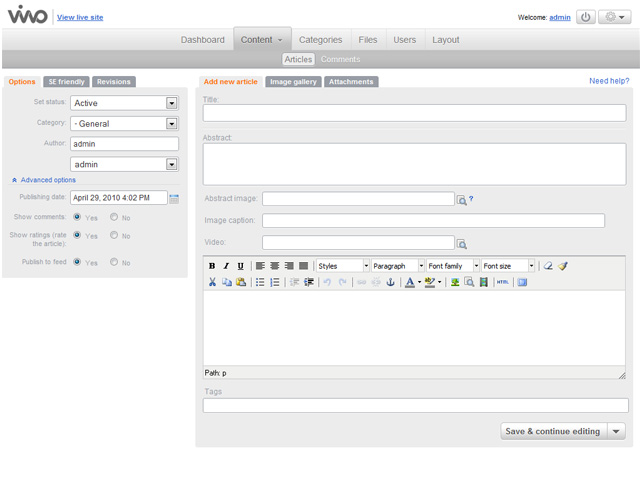 vivvo View live site Welcome: admin
Dashboard Content Categories Files Users Layout
Articles Comments
Options SE friendly Revisions
Set status: Active
Category: - General
Author: admin
admin
Advanced options
Publishing date: April 29, 2010 4:02 PM
Show comments: Yes No
Show ratings (rate
the article): Yes No
Publish to feed Yes No
Add new article Image gallery Attachments Need help?
Title:
Abstract:
Abstract image: ?
Image caption:
Video:
B I U Styles Paragraph Font family Font size
A ab HTML
Path: p
Tags
Save & continue editing